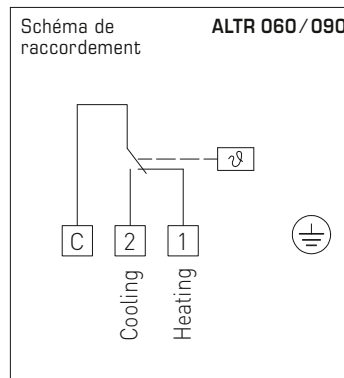 Schéma de
raccordement
ALTR 060/090
ϑ
C
2
1
Cooling
Heating